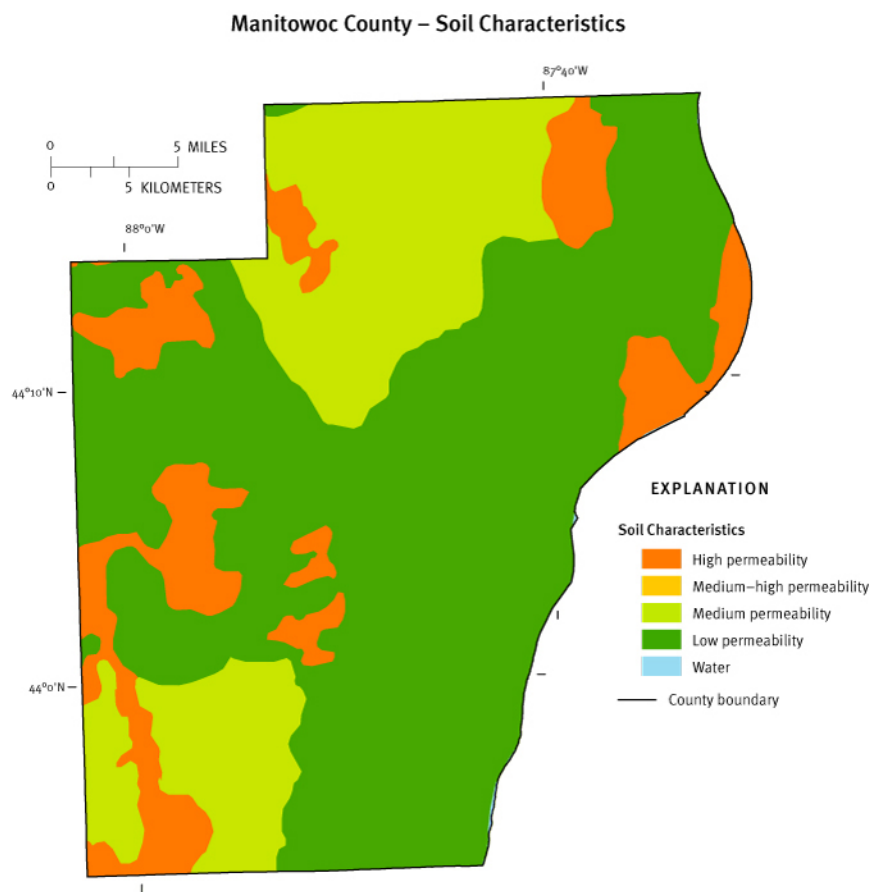 Manitowoc County – Soil Characteristics
87°40'W
0 5 MILES
0 5 KILOMETERS
88°0'W
44°10'N
EXPLANATION
Soil Characteristics
High permeability
Medium–high permeability
Medium permeability
Low permeability
Water
County boundary
44°0'N